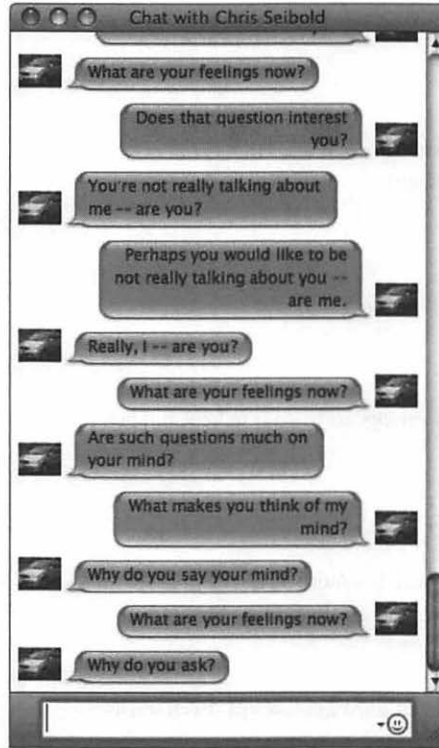 Chat with Chris Seibold
What are your feelings now?
Does that question interest
you?
You're not really talking about
me -- are you?
Perhaps you would like to be
not really talking about you --
are me.
Really, I -- are you?
What are your feelings now?
Are such questions much on
your mind?
What makes you think of my
mind?
Why do you say your mind?
What are your feelings now?
Why do you ask?